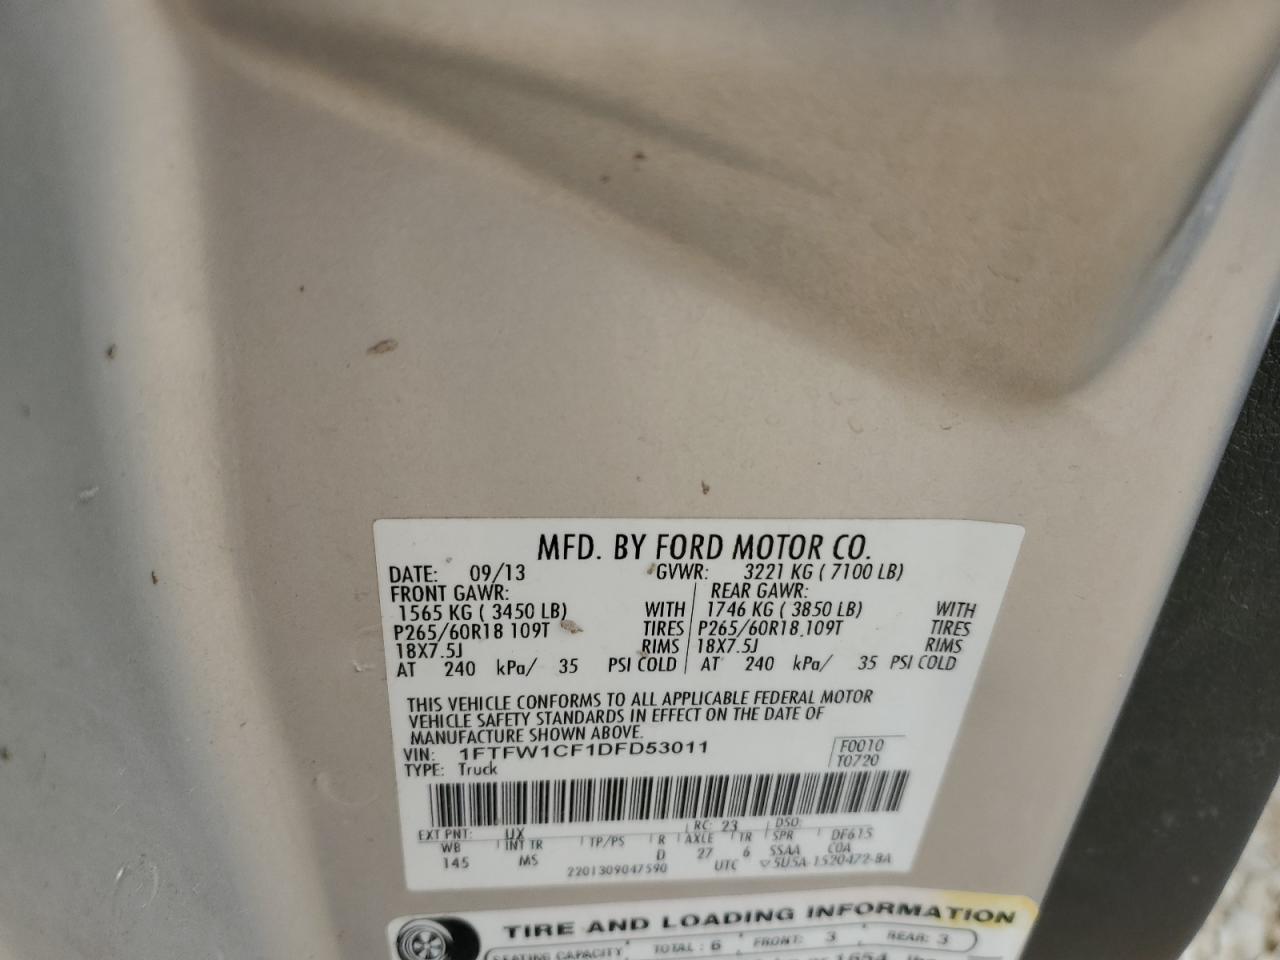 MFD. BY FORD MOTOR CO.
DATE: 09/13 GVWR: 3221 KG ( 7100 LB)
FRONT GAWR: REAR GAWR:
1565 KG ( 3450 LB) WITH 1746 KG ( 3850 LB) WITH
P265/60R18 109T TIRES P265/60R18 109T TIRES
18X7.5J RIMS 18X7.5J RIMS
AT 240 kPa/ 35 PSI COLD AT 240 kPa/ 35 PSI COLD
THIS VEHICLE CONFORMS TO ALL APPLICABLE FEDERAL MOTOR
VEHICLE SAFETY STANDARDS IN EFFECT ON THE DATE OF
MANUFACTURE SHOWN ABOVE.
VIN: 1FTFW1CF1DFD53011 F0010
TYPE: Truck T0720
EXT PNT: UX RC: 23 DSO:
WB INT TR TP/PS R AXLE TR SPR DF615
145 MS D 27 6 SSAA COA
2201309047590 UTC ▽5U5A-1520472-BA
TIRE AND LOADING INFORMATION
SEATING CAPACITY TOTAL: 6 FRONT: 3 REAR: 3